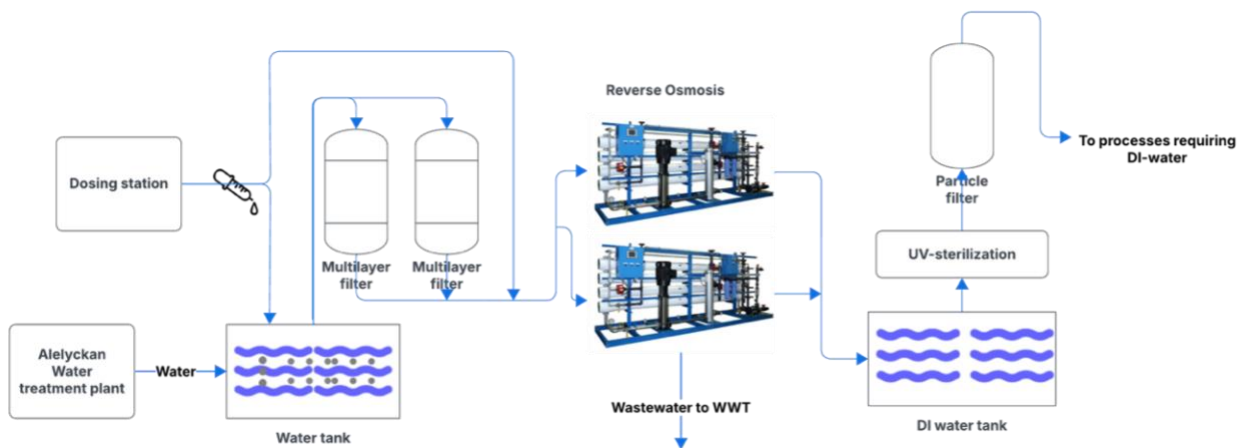 Reverse Osmosis
To processes requiring
DI-water
Dosing station
Particle
filter
Multilayer
filter
Multilayer
filter
UV-sterilization
Alelyckan
Water
treatment plant
Water
Wastewater to WWT
Water tank
DI water tank